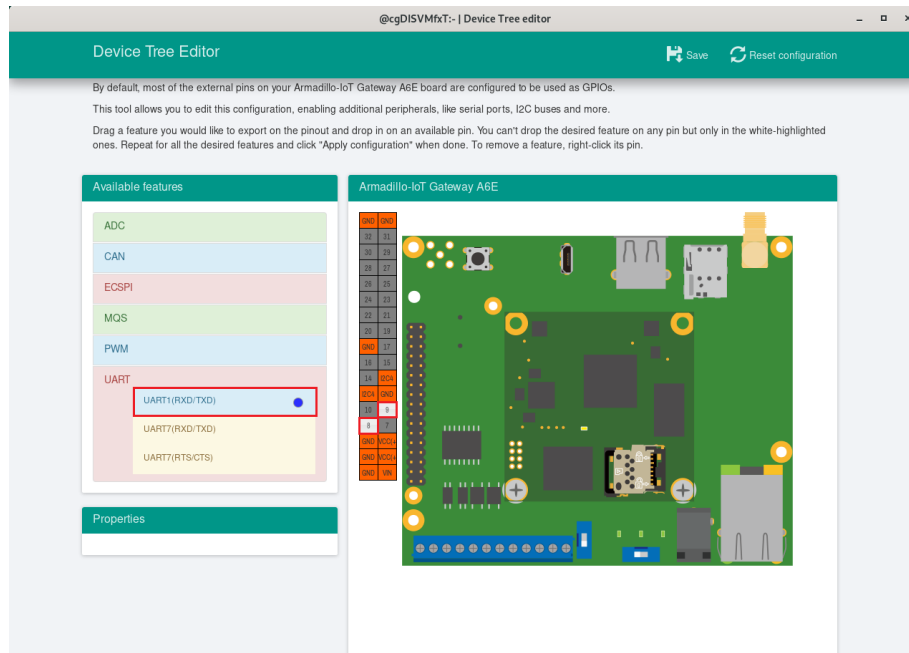 @cgDISVMfxT:~ | Device Tree editor
Device Tree Editor
Save
Reset configuration
By default, most of the external pins on your Armadillo-IoT Gateway A6E board are configured to be used as GPIOs.
This tool allows you to edit this configuration, enabling additional peripherals, like serial ports, I2C buses and more.
Drag a feature you would like to export on the pinout and drop in on an available pin. You can't drop the desired feature on any pin but only in the white-highlighted
ones. Repeat for all the desired features and click "Apply configuration" when done. To remove a feature, right-click its pin.
Available features
ADC
CAN
ECSPI
MQS
PWM
UART
UART1(RXD/TXD)
UART7(RXD/TXD)
UART7(RTS/CTS)
Properties
Armadillo-IoT Gateway A6E
GND GND
32 31
30 29
28 27
26 25
24 23
22 21
20 19
GND 17
16 15
14 I2C4
I2C4 GND
10 9
8 7
GND VCC(+
GND VCC(+
GND VIN